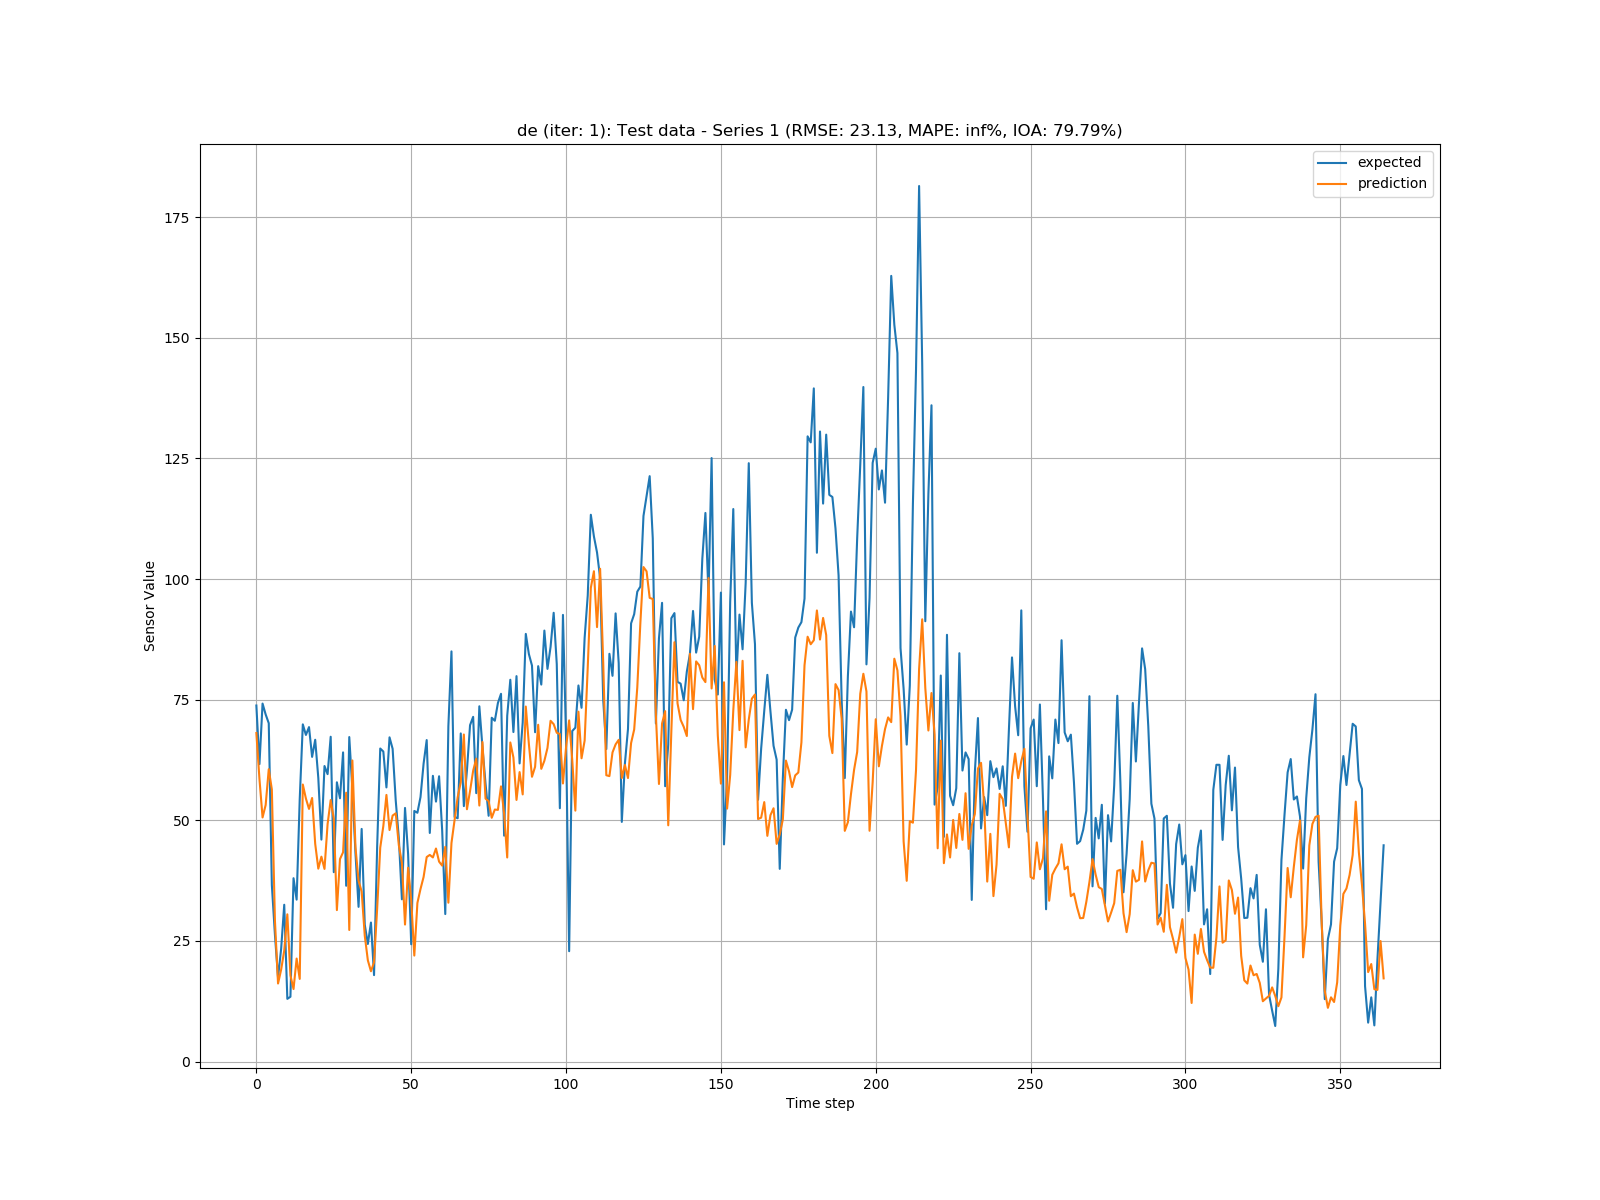 de (iter: 1): Test data - Series 1 (RMSE: 23.13, MAPE: inf%, IOA: 79.79%)
expected
prediction
175
150
125
100
75
50
25
0
Sensor Value
0 50 100 150 200 250 300 350
Time step